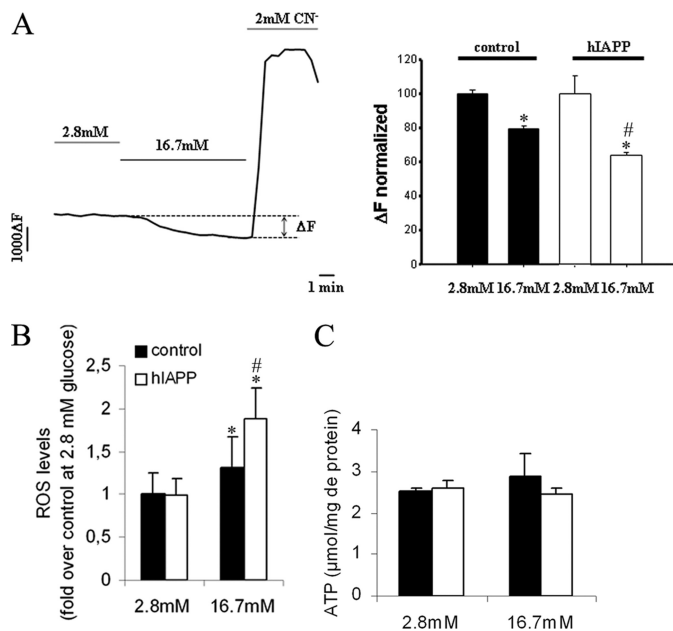 A
2mM CN⁻
2.8mM
16.7mM
ΔF
1000ΔF
1 min
control hIAPP
*
#
*
ΔF normalized
120
100
80
60
40
20
0
2.8mM 16.7mM 2.8mM 16.7mM
B
control
hIAPP
#
*
*
ROS levels
(fold over control at 2.8 mM glucose)
2,5
2
1,5
1
0,5
0
2.8mM 16.7mM
C
ATP (µmol/mg de protein)
4
3
2
1
0
2.8mM 16.7mM